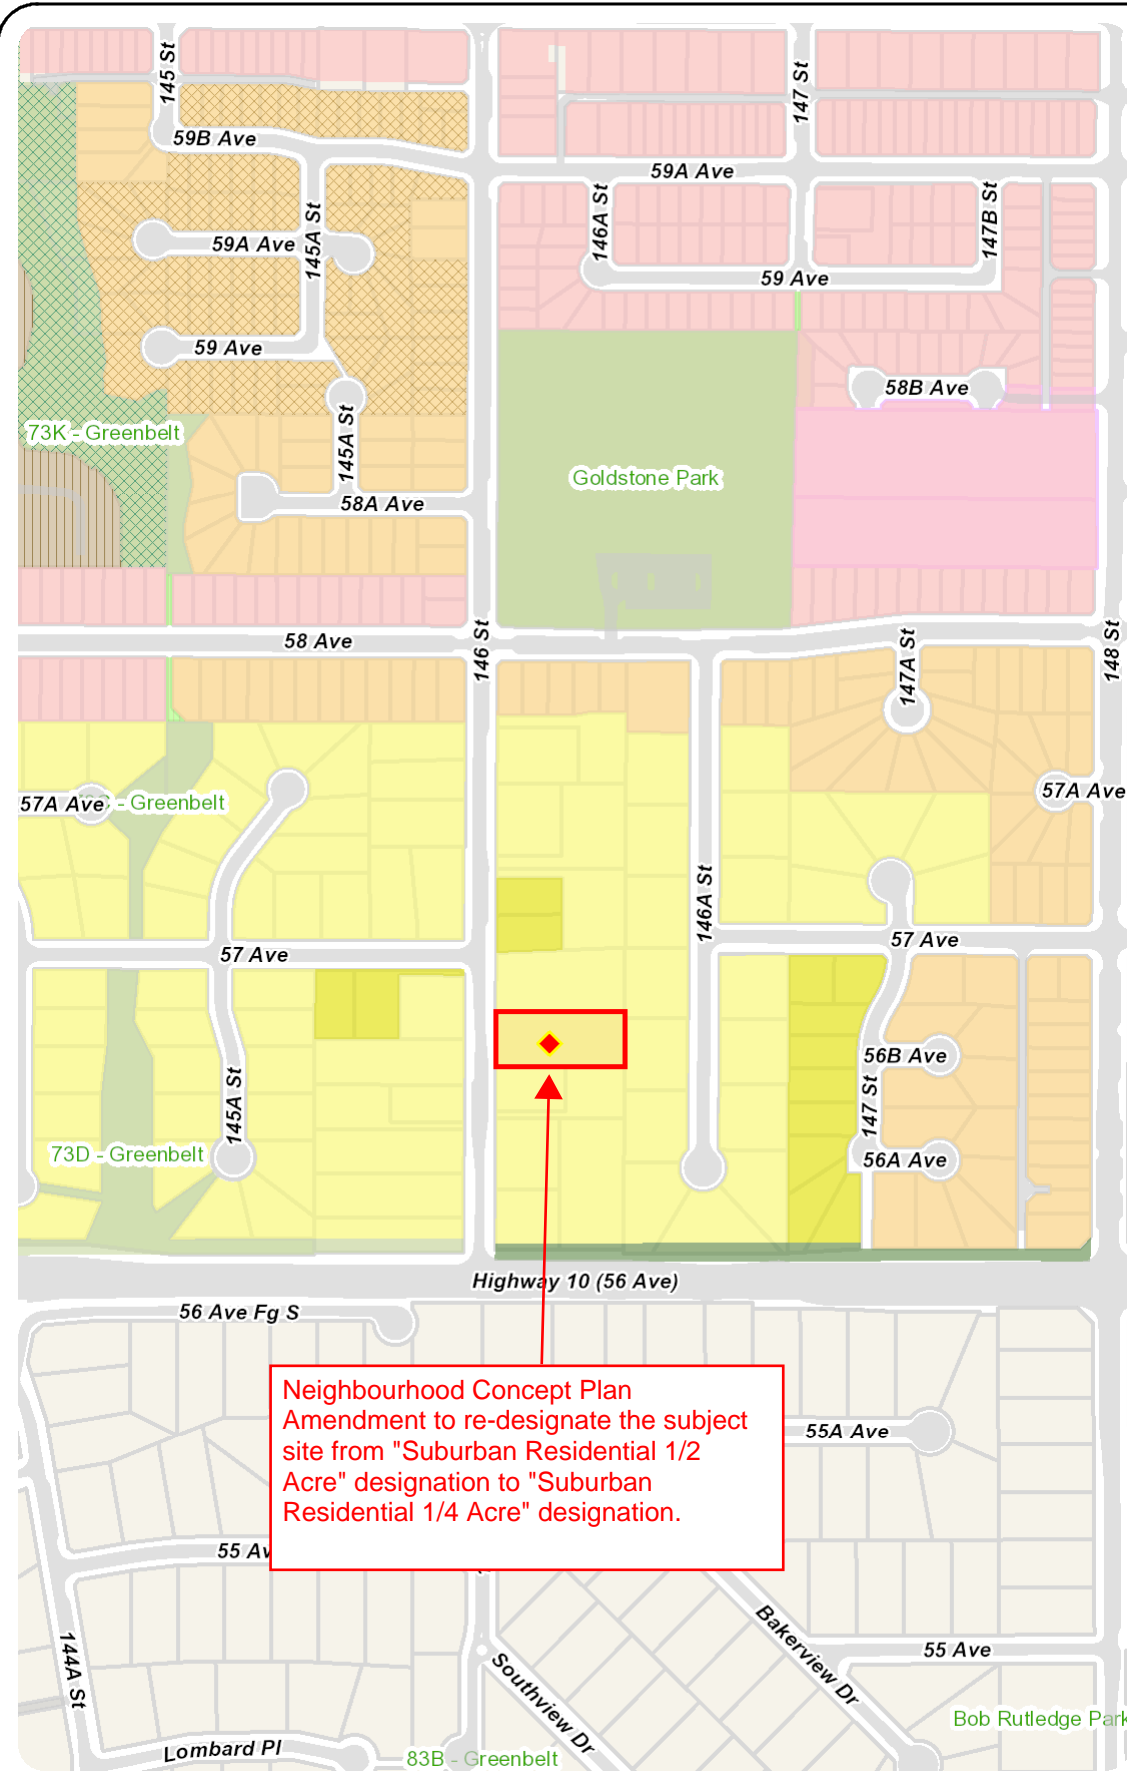 145 St
147 St
59B Ave
59A Ave
146A St
147B St
145A St
59A Ave
59 Ave
59 Ave
58B Ave
73K - Greenbelt
145A St
Goldstone Park
58A Ave
58 Ave
146 St
147A St
148 St
57A Ave
- Greenbelt
57A Ave
146A St
57 Ave
57 Ave
56B Ave
145A St
147 St
73D - Greenbelt
56A Ave
Highway 10 (56 Ave)
56 Ave Fg S
Neighbourhood Concept Plan
Amendment to re-designate the subject
site from "Suburban Residential 1/2
Acre" designation to "Suburban
Residential 1/4 Acre" designation.
55A Ave
55 Av
144A St
Bakerview Dr
55 Ave
Southview Dr
Bob Rutledge Park
Lombard Pl
83B - Greenbelt